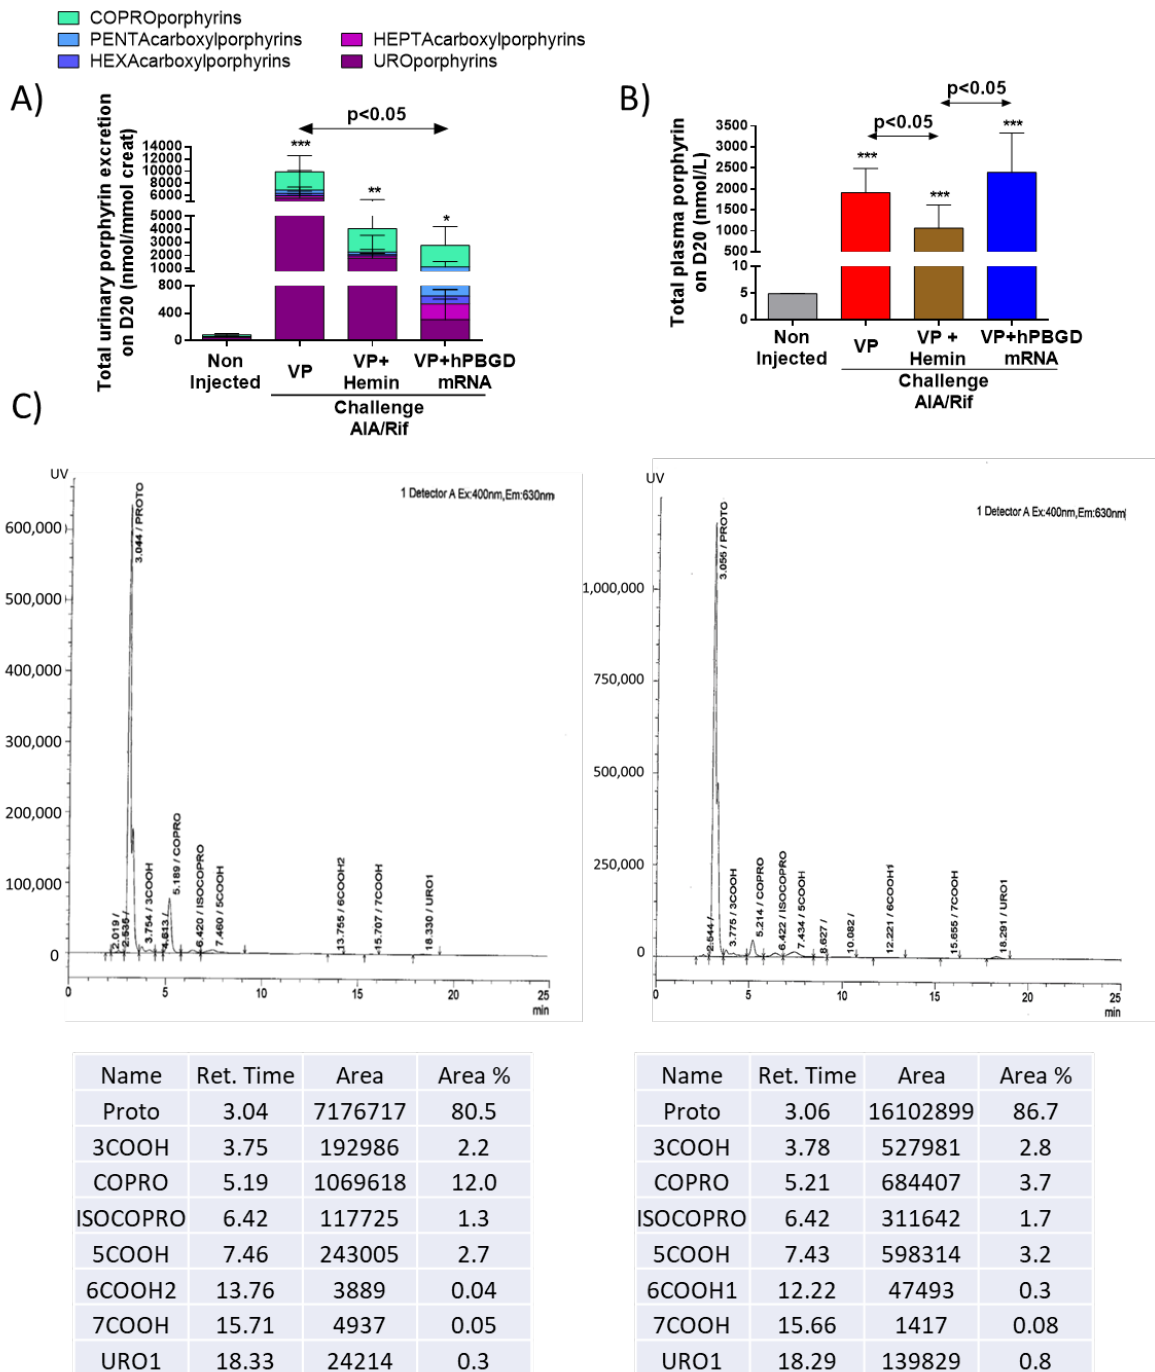 COPROporphyrins
PENTAcarboxylporphyrins
HEPTAcarboxylporphyrins
HEXAcarboxylporphyrins
UROporphyrins
A)
Total urinary porphyrin excretion
on D20 (nmol/mmol creat)
14000
12000
10000
8000
6000
5000
4000
3000
2000
1000
800
400
0
p<0.05
***
**
*
Non
Injected
VP
VP+
Hemin
VP+hPBGD
mRNA
Challenge
AIA/Rif
B)
Total plasma porphyrin
on D20 (nmol/L)
3500
3000
2500
2000
1500
1000
500
10
5
0
p<0.05
p<0.05
***
***
***
Non
Injected
VP
VP +
Hemin
VP+hPBGD
mRNA
Challenge
AIA/Rif
C)
UV
1 Detector A Ex:400nm,Em:630nm
600,000
500,000
400,000
300,000
200,000
100,000
0
3.044 / PROTO
2.019 /
2.535 /
3.754 / 3COOH
4.613 /
5.189 / COPRO
6.420 / ISOCOPRO
7.460 / 5COOH
13.755 / 6COOH2
15.707 / 7COOH
18.330 / URO1
0 5 10 15 20 25
min
UV
1 Detector A Ex:400nm,Em:630nm
1,000,000
750,000
500,000
250,000
0
3.055 / PROTO
2.544 /
3.775 / 3COOH
5.214 / COPRO
6.422 / ISOCOPRO
7.434 / 5COOH
8.627 /
10.082 /
12.221 / 6COOH1
15.655 / 7COOH
18.291 / URO1
0 5 10 15 20 25
min
Name Ret. Time Area Area %
Proto 3.04 7176717 80.5
3COOH 3.75 192986 2.2
COPRO 5.19 1069618 12.0
ISOCOPRO 6.42 117725 1.3
5COOH 7.46 243005 2.7
6COOH2 13.76 3889 0.04
7COOH 15.71 4937 0.05
URO1 18.33 24214 0.3
Name Ret. Time Area Area %
Proto 3.06 16102899 86.7
3COOH 3.78 527981 2.8
COPRO 5.21 684407 3.7
ISOCOPRO 6.42 311642 1.7
5COOH 7.43 598314 3.2
6COOH1 12.22 47493 0.3
7COOH 15.66 1417 0.08
URO1 18.29 139829 0.8